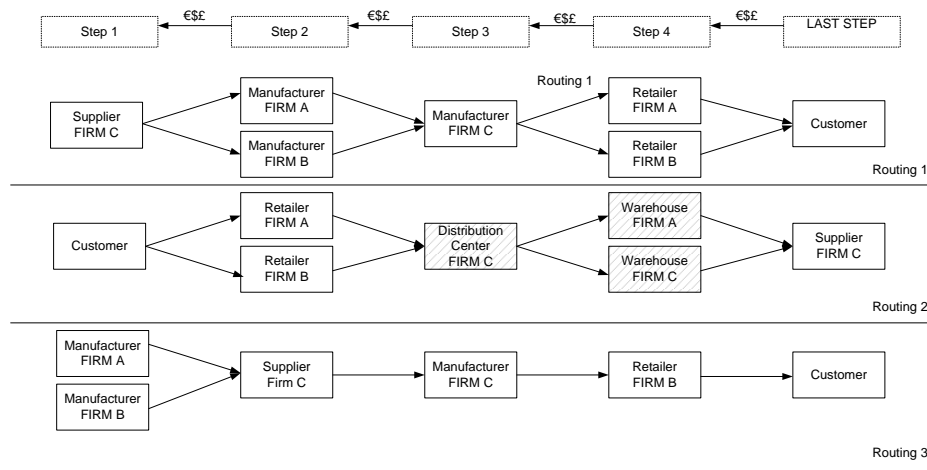 €$£
€$£
€$£
€$£
Step 1
Step 2
Step 3
Step 4
LAST STEP
Routing 1
Supplier
FIRM C
Manufacturer
FIRM A
Manufacturer
FIRM B
Manufacturer
FIRM C
Retailer
FIRM A
Retailer
FIRM B
Customer
Routing 1
Customer
Retailer
FIRM A
Retailer
FIRM B
Distribution
Center
FIRM C
Warehouse
FIRM A
Warehouse
FIRM C
Supplier
FIRM C
Routing 2
Manufacturer
FIRM A
Manufacturer
FIRM B
Supplier
Firm C
Manufacturer
FIRM C
Retailer
FIRM B
Customer
Routing 3